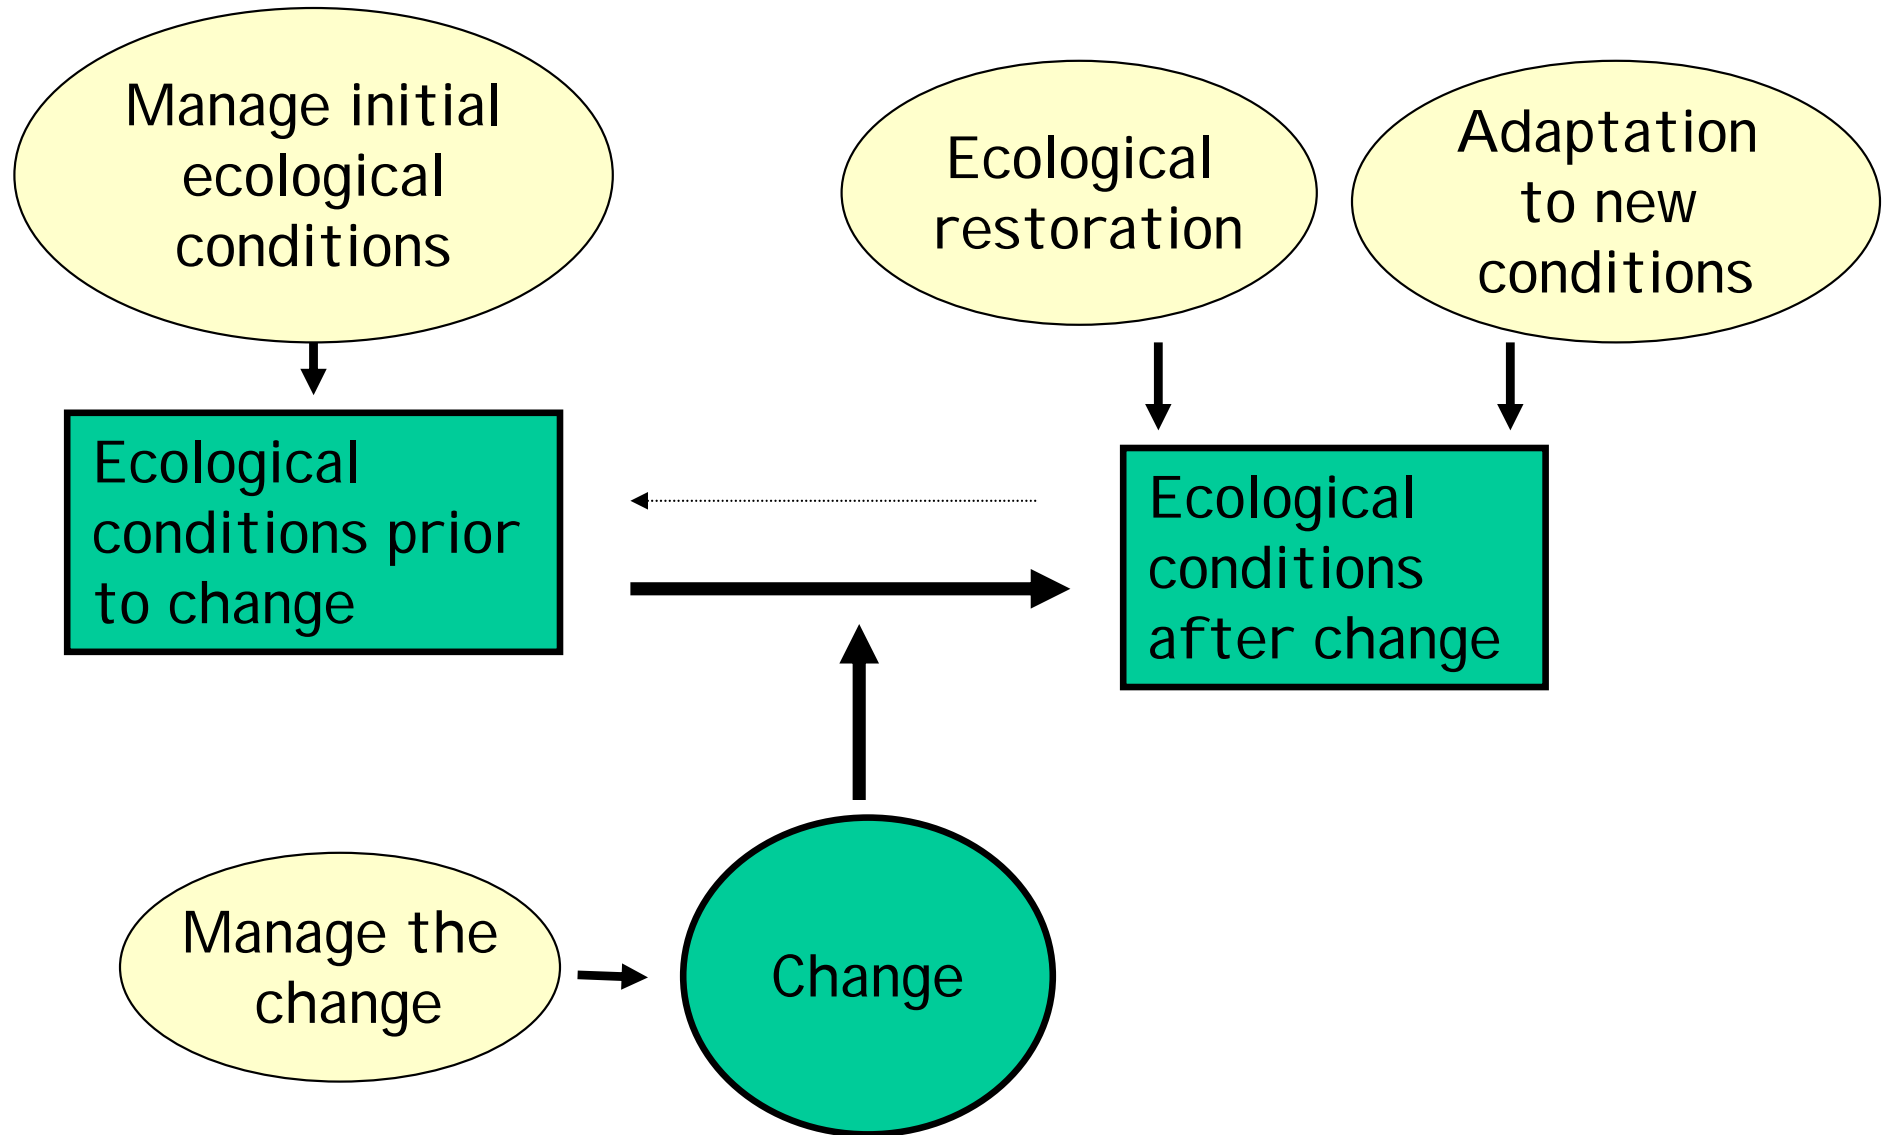 Manage initial
ecological
conditions
Ecological
restoration
Adaptation
to new
conditions
Ecological
conditions prior
to change
Ecological
conditions
after change
Manage the
change
Change